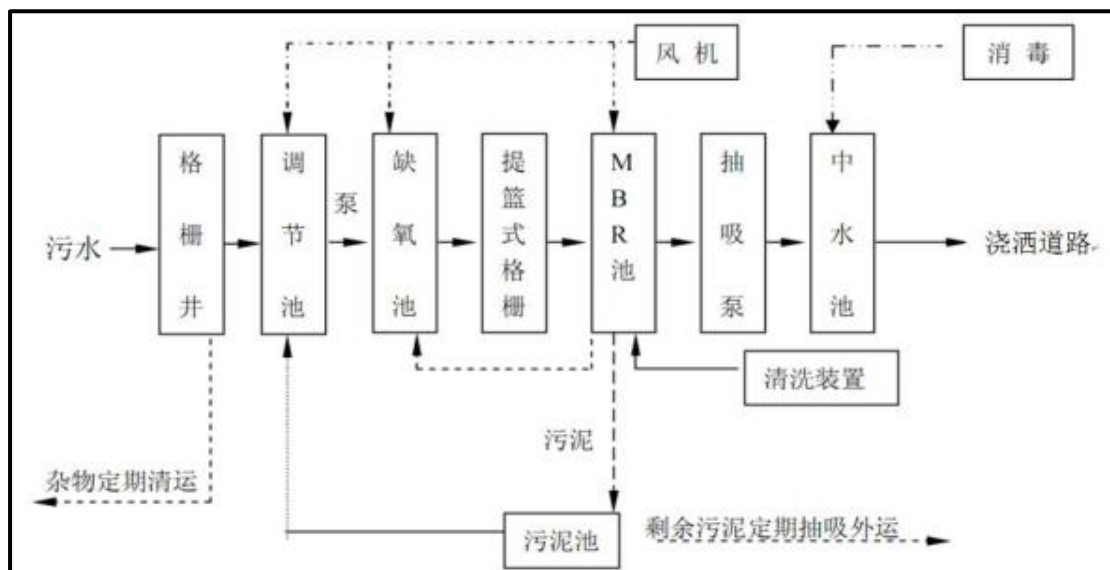 风机
消毒
格栅井
调节池
泵
缺氧池
提篮式格栅
MBR池
抽吸泵
中水池
污水
浇洒道路
清洗装置
污泥
杂物定期清运
污泥池
剩余污泥定期抽吸外运